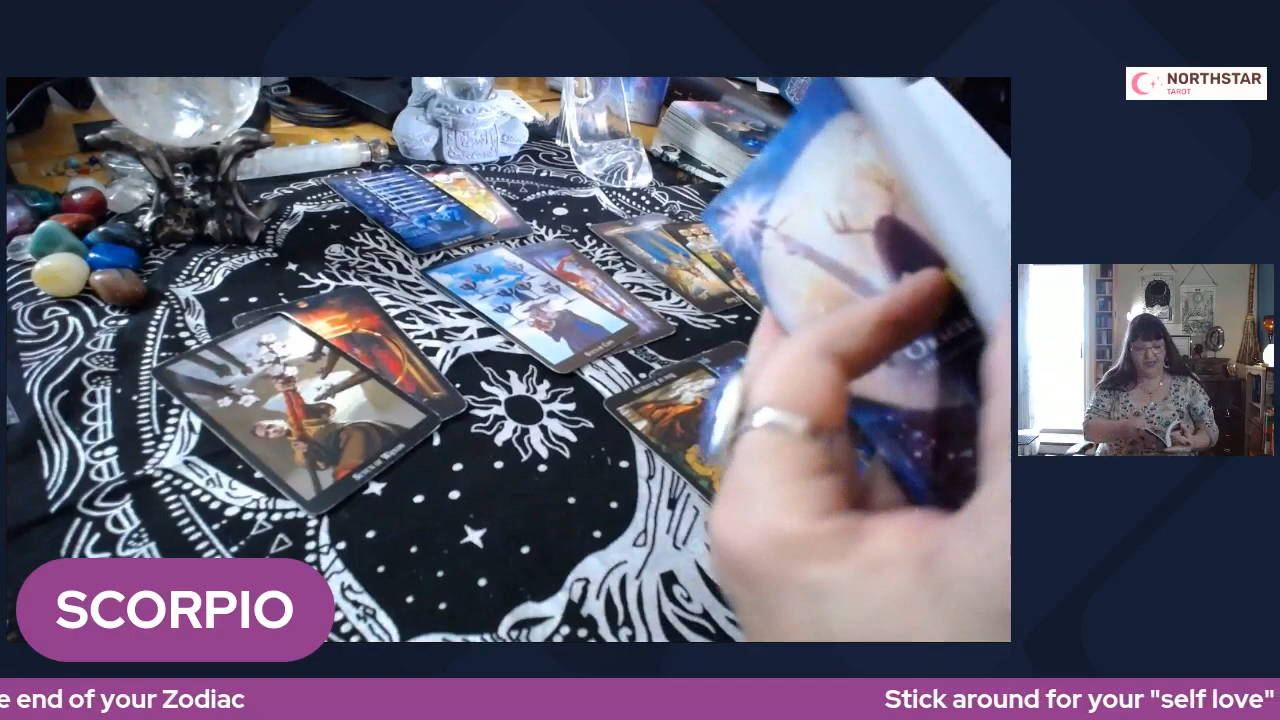 NORTHSTAR
TAROT
SCORPIO
e end of your Zodiac
Stick around for your "self love"